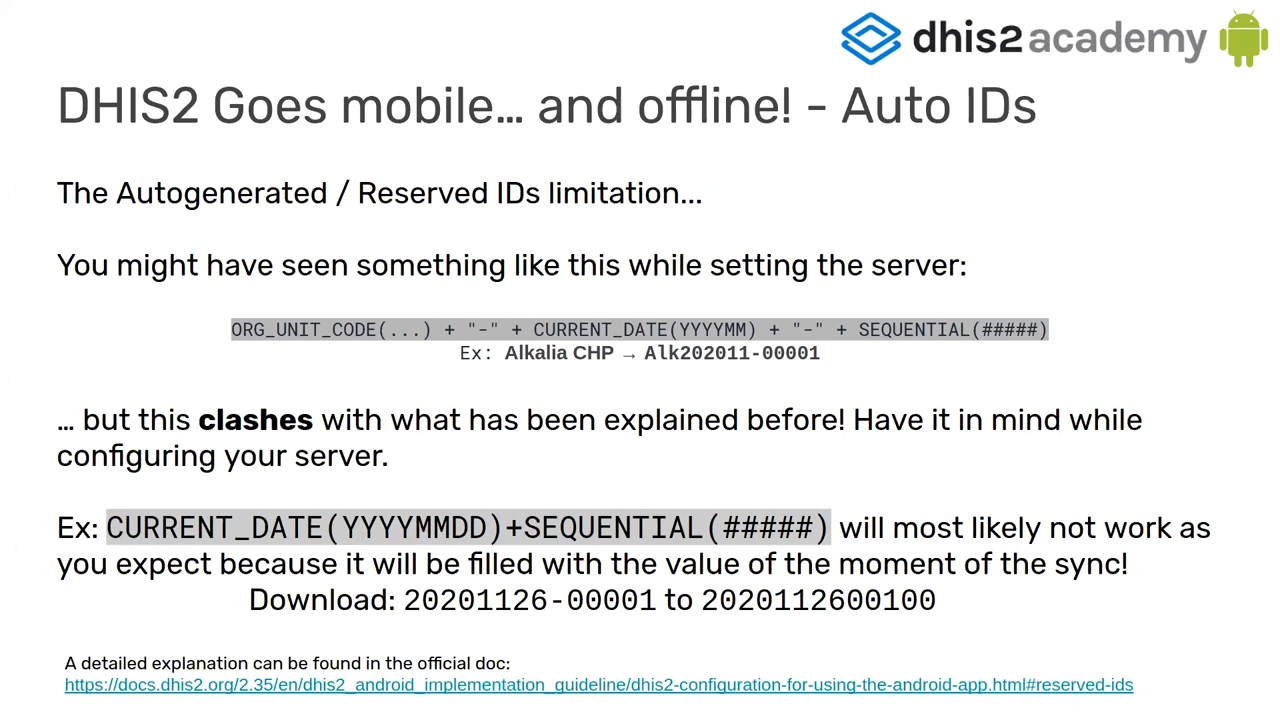 dhis2 academy
DHIS2 Goes mobile… and offline! - Auto IDs
The Autogenerated / Reserved IDs limitation…
You might have seen something like this while setting the server:
ORG_UNIT_CODE(...) + "-" + CURRENT_DATE(YYYYMM) + "-" + SEQUENTIAL(#####)
Ex: Alkalia CHP → Alk202011-00001
… but this clashes with what has been explained before! Have it in mind while
configuring your server.
Ex: CURRENT_DATE(YYYYMMDD)+SEQUENTIAL(#####) will most likely not work as
you expect because it will be filled with the value of the moment of the sync!
Download: 20201126-00001 to 2020112600100
A detailed explanation can be found in the official doc:
https://docs.dhis2.org/2.35/en/dhis2_android_implementation_guideline/dhis2-configuration-for-using-the-android-app.html#reserved-ids